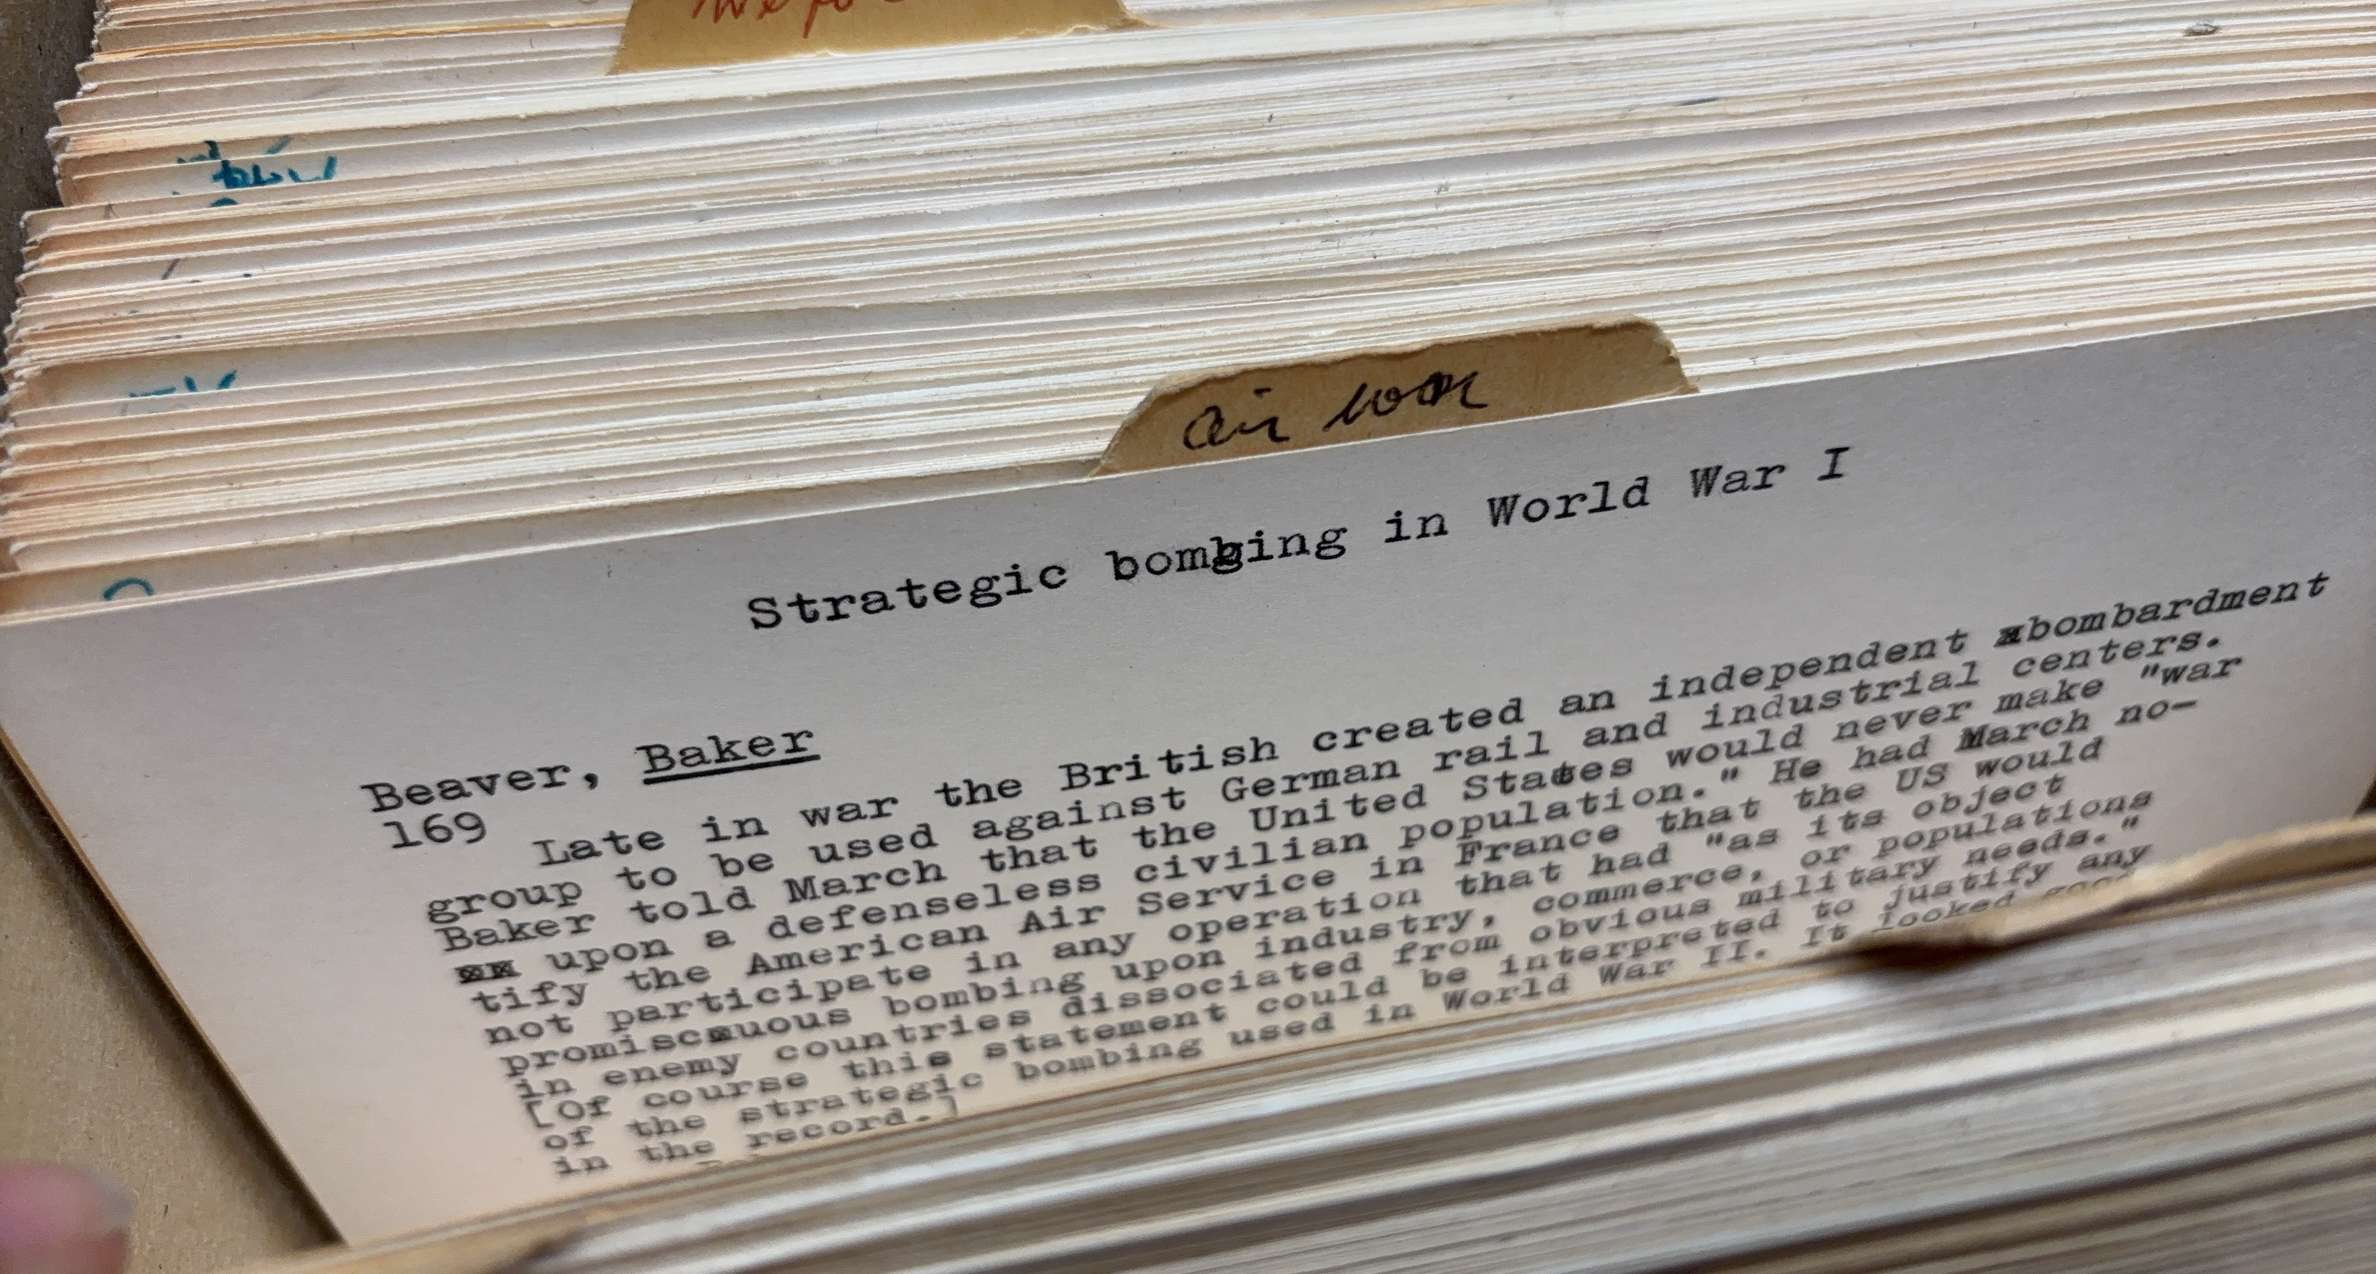 air war
Strategic bombing in World War I
Beaver, Baker
169
Late in war the British created an independent xbombardment
group to be used against German rail and industrial centers.
Baker told March that the United States would never make "war
xx upon a defenseless civilian population." He had March no-
tify the American Air Service in France that the US would
not participate in any operation that had "as its object
promiscuous bombing upon industry, commerce, or populations
in enemy countries dissociated from obvious military needs."
[Of course this statement could be interpreted to justify any
of the strategic bombing used in World War II. It looked good
in the record.]